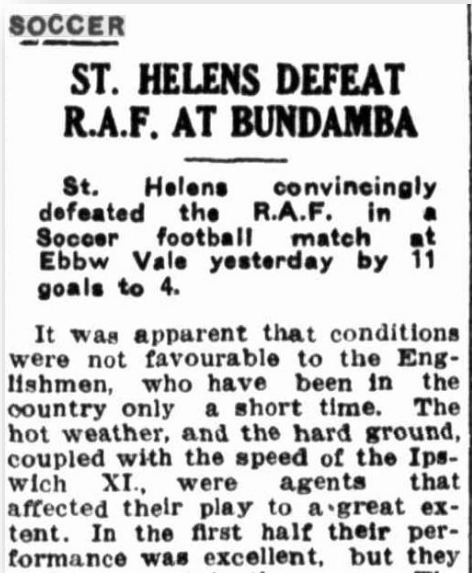 SOCCER
ST. HELENS DEFEAT
R.A.F. AT BUNDAMBA
St. Helens convincingly
defeated the R.A.F. in a
Soccer football match at
Ebbw Vale yesterday by 11
goals to 4.
It was apparent that conditions
were not favourable to the Eng-
lishmen, who have been in the
country only a short time. The
hot weather, and the hard ground,
coupled with the speed of the Ips-
wich XI., were agents that
affected their play to a great ex-
tent. In the first half their per-
formance was excellent, but they